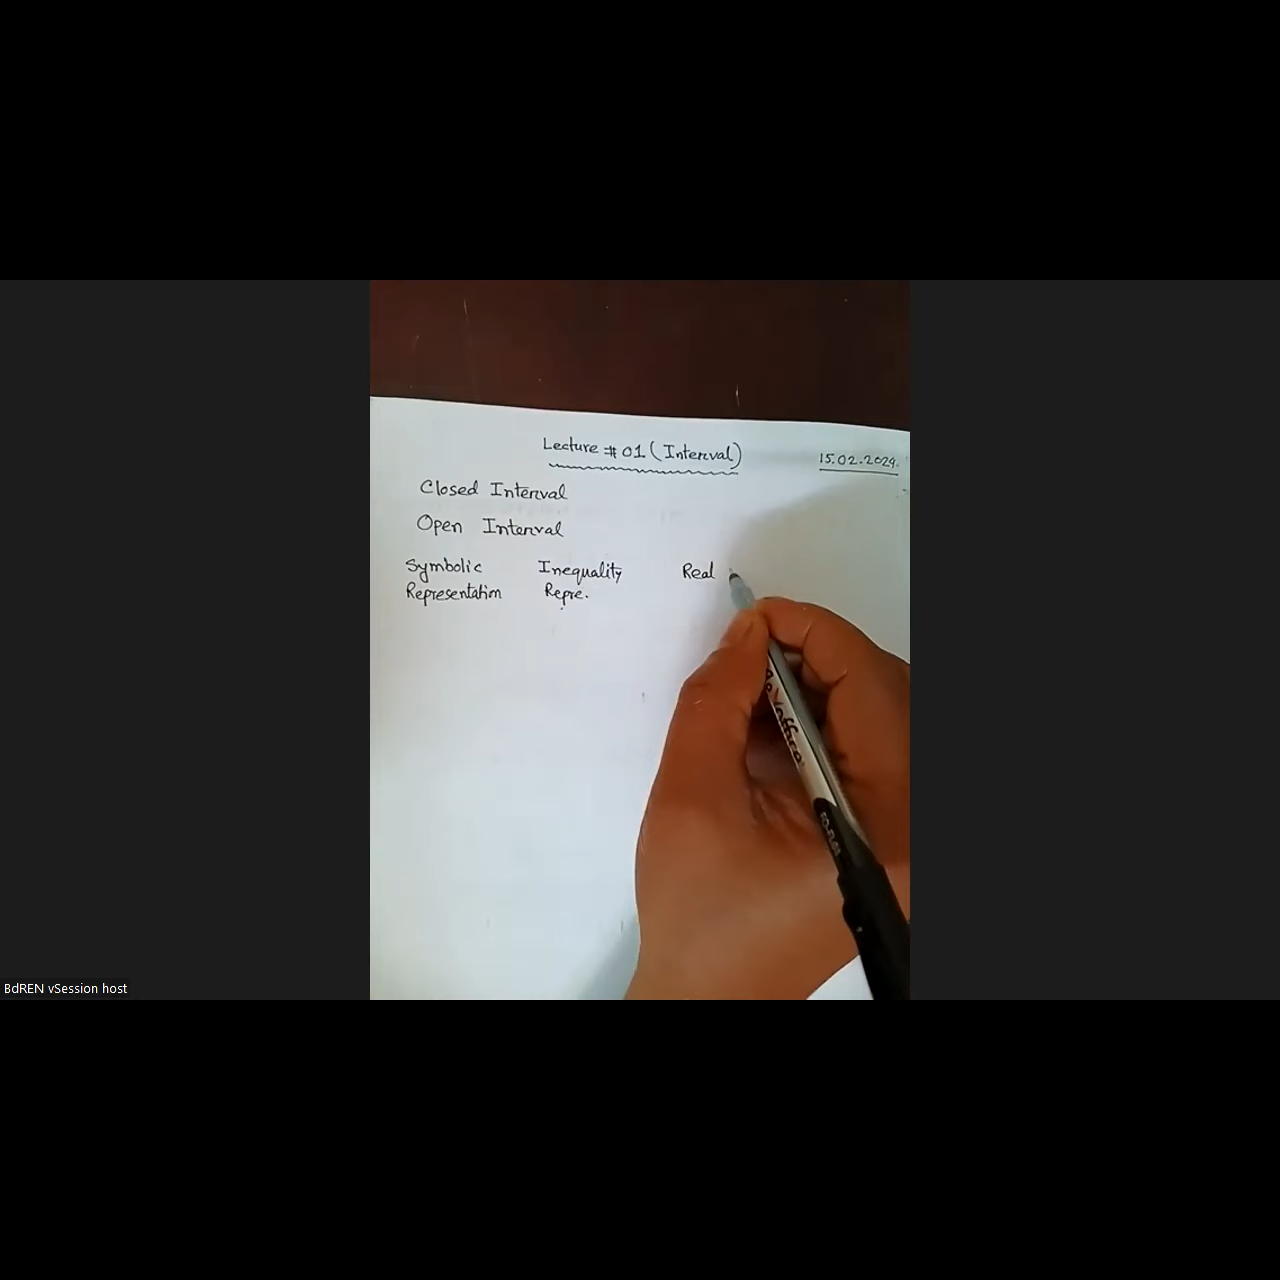 Lecture # 01 (Interval)
15.02.2024.
Closed Interval
Open Interval
Symbolic Inequality Real
Representation Repre.
BdREN vSession host